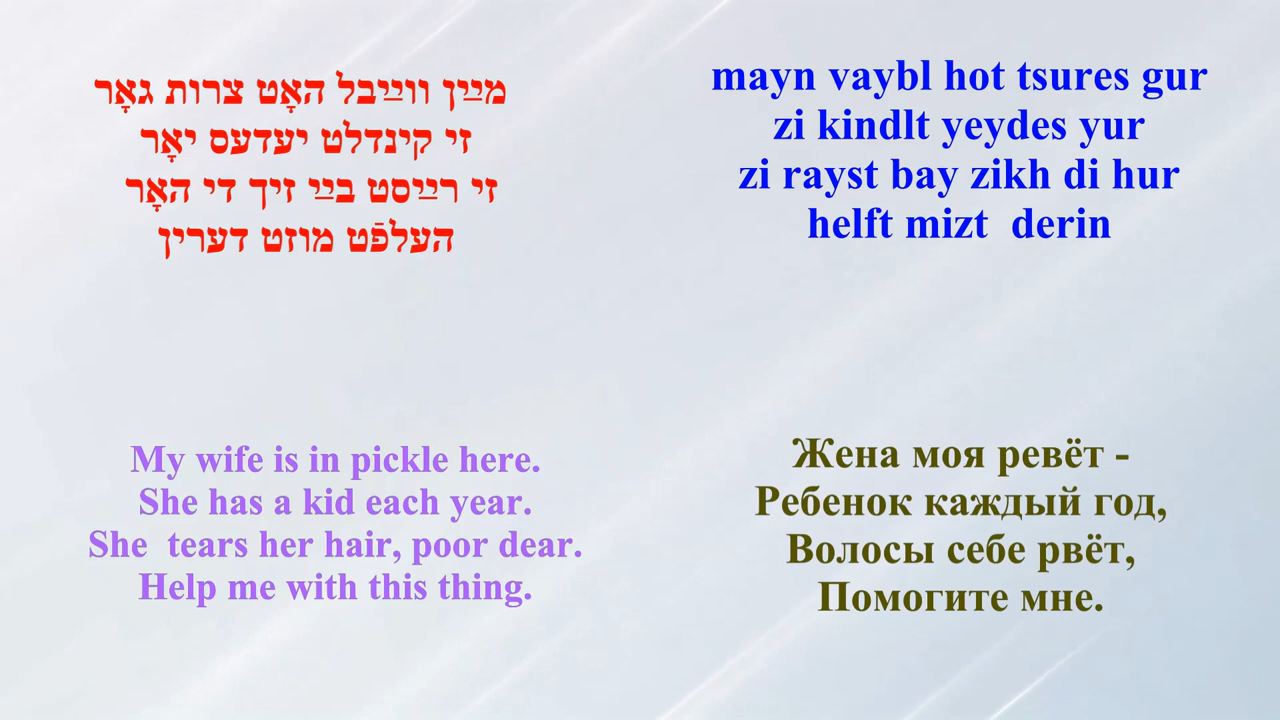 מײַן ווײַבל האָט צרות גאָר
זי קינדלט יעדעס יאָר
זי רײַסט בײַ זיך די האָר
העלפֿט מוזט דערין
mayn vaybl hot tsures gur
zi kindlt yeydes yur
zi rayst bay zikh di hur
helft mizt  derin
My wife is in pickle here.
She has a kid each year.
She  tears her hair, poor dear.
Help me with this thing.
Жена моя ревёт -
Ребенок каждый год,
Волосы себе рвёт,
Помогите мне.